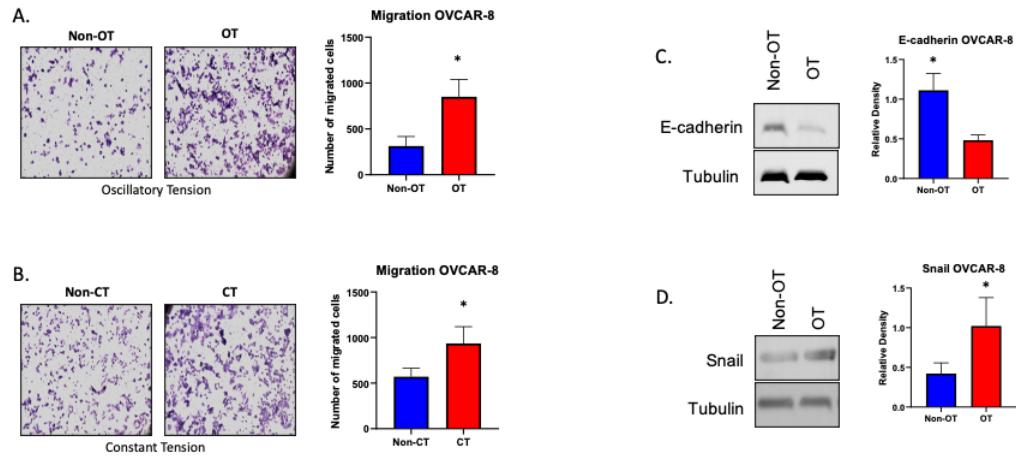 A.
Non-OT
OT
Oscillatory Tension
Migration OVCAR-8
Number of migrated cells
1500
1000
500
0
*
Non-OT
OT
B.
Non-CT
CT
Constant Tension
Migration OVCAR-8
Number of migrated cells
1500
1000
500
0
*
Non-CT
CT
C.
Non-OT
OT
E-cadherin
Tubulin
E-cadherin OVCAR-8
Relative Density
1.5
1.0
0.5
0.0
*
Non-OT
OT
D.
Non-OT
OT
Snail
Tubulin
Snail OVCAR-8
Relative Density
1.5
1.0
0.5
0.0
*
Non-OT
OT